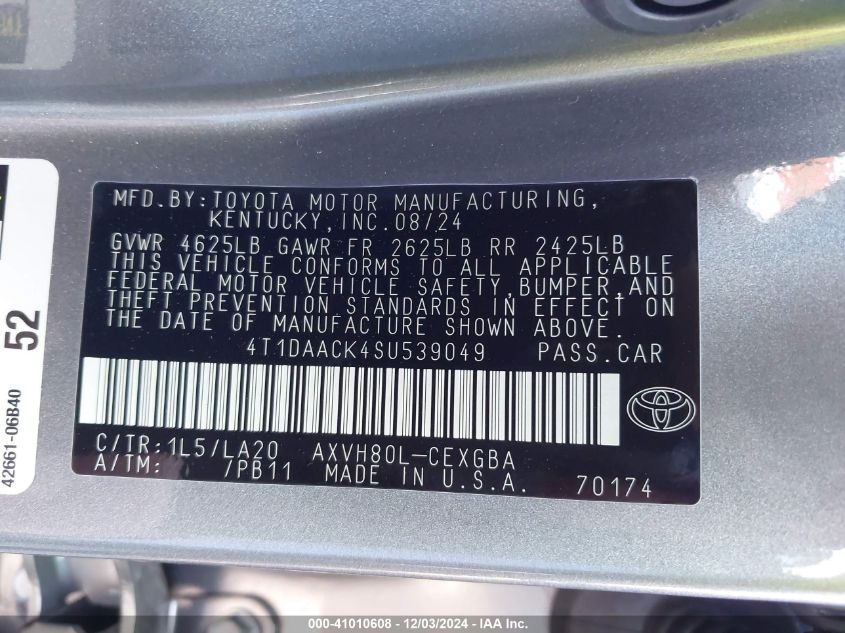 MFD.BY:TOYOTA MOTOR MANUFACTURING,
KENTUCKY,INC.08/24
GVWR 4625LB GAWR FR 2625LB RR 2425LB
THIS VEHICLE CONFORMS TO ALL APPLICABLE
FEDERAL MOTOR VEHICLE SAFETY,BUMPER,AND
THEFT PREVENTION STANDARDS IN EFFECT ON
THE DATE OF MANUFACTURE SHOWN ABOVE.
4T1DAACK4SU539049 PASS.CAR
C/TR:1L5/LA20 AXVH80L-CEXGBA
A/TM: /PB11 MADE IN U.S.A. 70174
52
42661-06B40
000-41010608 - 12/03/2024 - IAA Inc.